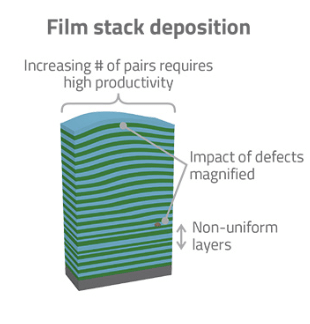 Film stack deposition
Increasing # of pairs requires
high productivity
Impact of defects
magnified
Non-uniform
layers